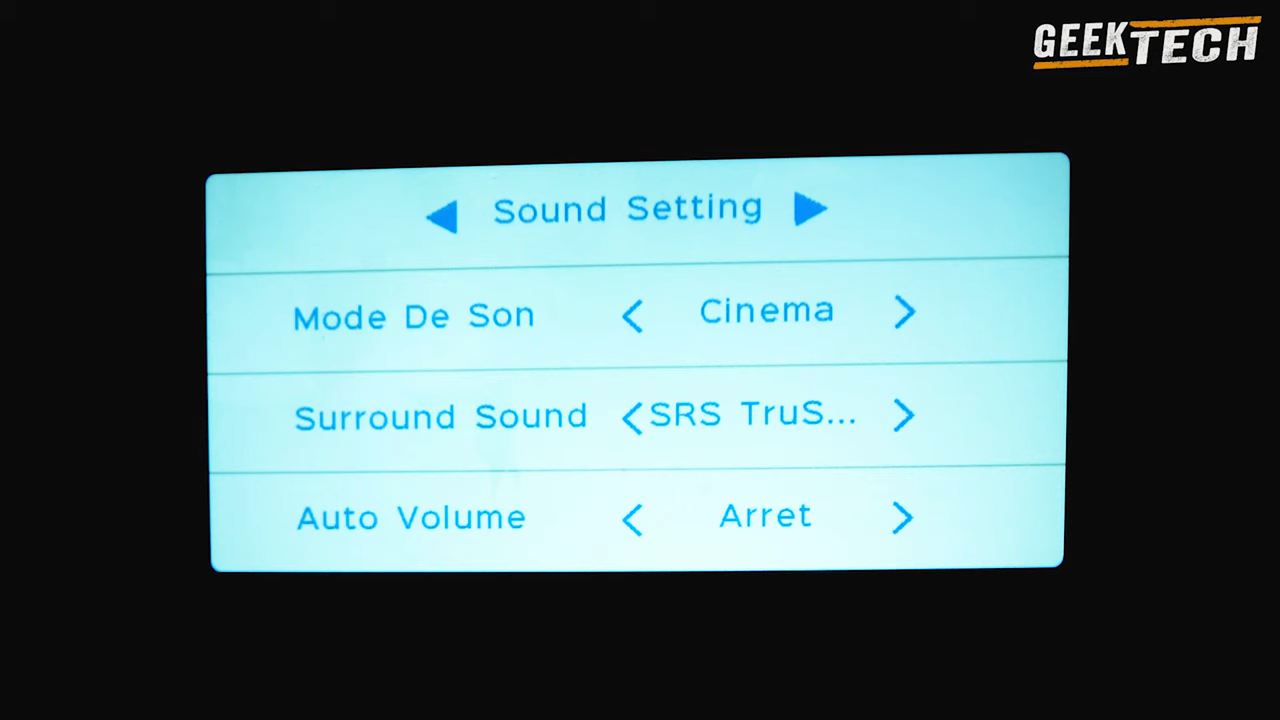 GEEKTECH
Sound Setting
Mode De Son < Cinema >
Surround Sound < SRS TruS... >
Auto Volume < Arret >